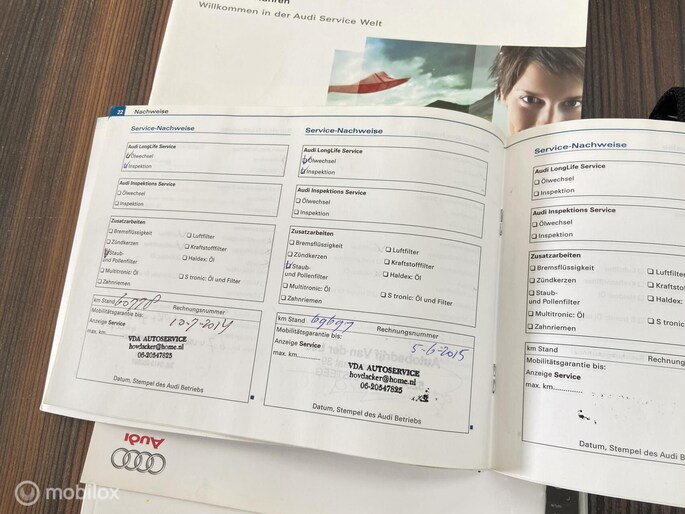 Willkommen in der Audi Service Welt
22 Nachweise
Service-Nachweise
Audi LongLife Service
Ölwechsel
Inspektion
Audi Inspektions Service
Ölwechsel
Inspektion
Zusatzarbeiten
Bremsflüssigkeit
Zündkerzen
Staub-
und Pollenfilter
Multitronic: Öl
Zahnriemen
Luftfilter
Kraftstofffilter
Haldex: Öl
S tronic: Öl und Filter
km Stand
Rechnungsnummer
Mobilitätsgarantie bis:
10-7-2014
Anzeige Service
max. km
VDA AUTOSERVICE
hovdacker@home.nl
06-20547825
Datum, Stempel des Audi Betriebs
Service-Nachweise
Audi LongLife Service
Ölwechsel
Inspektion
Audi Inspektions Service
Ölwechsel
Inspektion
Zusatzarbeiten
Bremsflüssigkeit
Zündkerzen
Staub-
und Pollenfilter
Multitronic: Öl
Zahnriemen
Luftfilter
Kraftstofffilter
Haldex: Öl
S tronic: Öl und Filter
km Stand 69697
Rechnungsnummer
Mobilitätsgarantie bis:
5-6-2015
Anzeige Service
max. km
VDA AUTOSERVICE
hovdacker@home.nl
06-20547825
Datum, Stempel des Audi Betriebs
Service-Nachweise
Audi LongLife Service
Ölwechsel
Inspektion
Audi Inspektions Service
Ölwechsel
Inspektion
Zusatzarbeiten
Bremsflüssigkeit
Zündkerzen
Staub-
und Pollenfilter
Multitronic: Öl
Zahnriemen
km Stand
Mobilitätsgarantie bis:
Anzeige Service
max. km
Datum, Stempel des Audi
Audi
mobilox